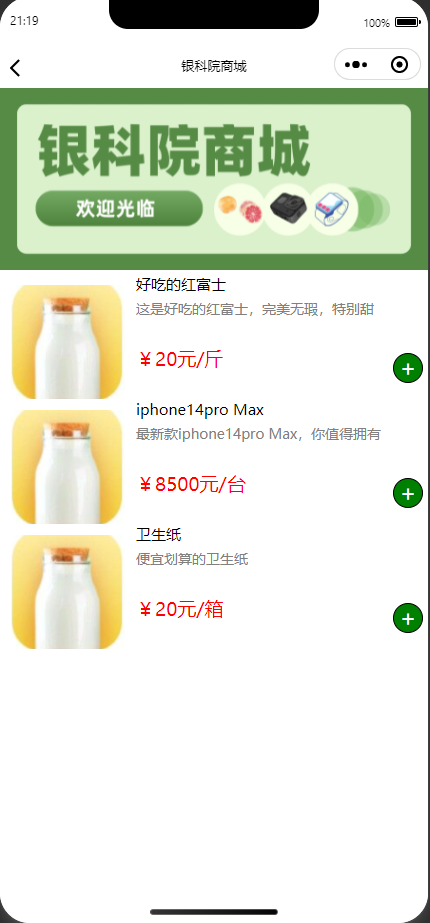 21:19
100%
银科院商城
银科院商城
欢迎光临
好吃的红富士
这是好吃的红富士，完美无瑕，特别甜
￥20元/斤
iphone14pro Max
最新款iphone14pro Max，你值得拥有
￥8500元/台
卫生纸
便宜划算的卫生纸
￥20元/箱